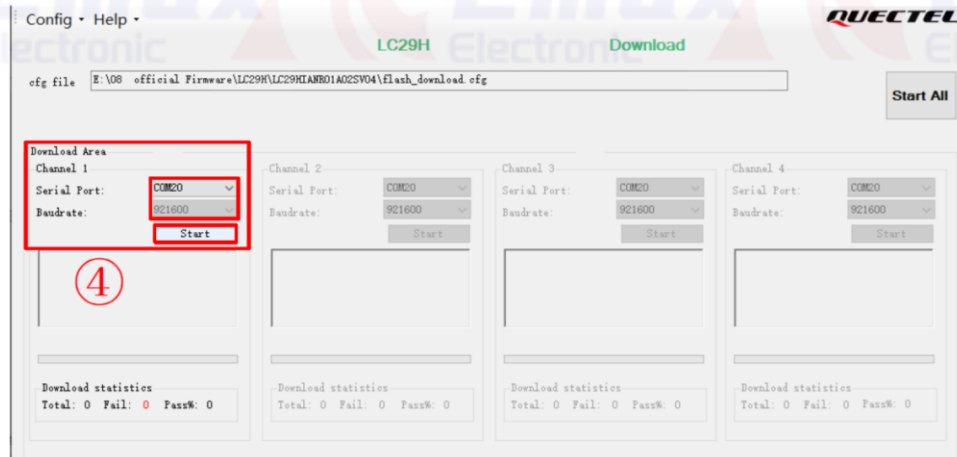 Config Help
QUECTEL
LC29H Download
cfg file E:\08 official Firmware\LC29H\LC29HIANR01A02SV04\flash_download.cfg
Start All
Download Area
Channel 1 Channel 2 Channel 3 Channel 4
Serial Port: COM20 Serial Port: COM20 Serial Port: COM20 Serial Port: COM20
Baudrate: 921600 Baudrate: 921600 Baudrate: 921600 Baudrate: 921600
Start Start Start Start
④
Download statistics Download statistics Download statistics Download statistics
Total: 0 Fail: 0 Pass%: 0 Total: 0 Fail: 0 Pass%: 0 Total: 0 Fail: 0 Pass%: 0 Total: 0 Fail: 0 Pass%: 0